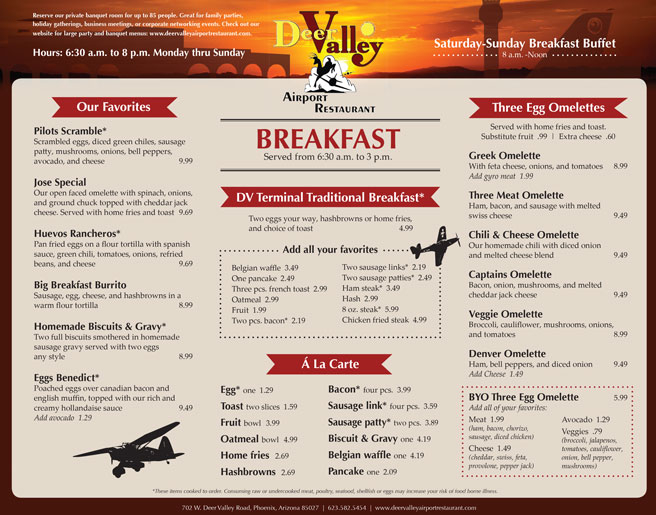 Reserve our private banquet room for up to 85 people. Great for family parties,
holiday gatherings, business meetings, or corporate networking events. Check out our
website for large party and banquet menus: www.deervalleyairportrestaurant.com.
Hours: 6:30 a.m. to 8 p.m. Monday thru Sunday
Deer Valley
AIRPORT
RESTAURANT
Saturday-Sunday Breakfast Buffet
8 a.m. -Noon
Our Favorites
Pilots Scramble*
Scrambled eggs, diced green chiles, sausage
patty, mushrooms, onions, bell peppers,
avocado, and cheese 9.99
Jose Special
Our open faced omelette with spinach, onions,
and ground chuck topped with cheddar jack
cheese. Served with home fries and toast 9.69
Huevos Rancheros*
Pan fried eggs on a flour tortilla with spanish
sauce, green chili, tomatoes, onions, refried
beans, and cheese 9.69
Big Breakfast Burrito
Sausage, egg, cheese, and hashbrowns in a
warm flour tortilla 8.99
Homemade Biscuits & Gravy*
Two full biscuits smothered in homemade
sausage gravy served with two eggs
any style 8.99
Eggs Benedict*
Poached eggs over canadian bacon and
english muffin, topped with our rich and
creamy hollandaise sauce 9.49
Add avocado 1.29
BREAKFAST
Served from 6:30 a.m. to 3 p.m.
DV Terminal Traditional Breakfast*
Two eggs your way, hashbrowns or home fries,
and choice of toast 4.99
Add all your favorites
Belgian waffle 3.49
One pancake 2.49
Three pcs. french toast 2.99
Oatmeal 2.99
Fruit 1.99
Two pcs. bacon* 2.19
Two sausage links* 2.19
Two sausage patties* 2.49
Ham steak* 3.49
Hash 2.99
8 oz. steak* 5.99
Chicken fried steak 4.99
Á La Carte
Egg* one 1.29
Toast two slices 1.59
Fruit bowl 3.99
Oatmeal bowl 4.99
Home fries 2.69
Hashbrowns 2.69
Bacon* four pcs. 3.99
Sausage link* four pcs. 3.59
Sausage patty* two pcs. 3.89
Biscuit & Gravy one 4.19
Belgian waffle one 4.19
Pancake one 2.09
Three Egg Omelettes
Served with home fries and toast.
Substitute fruit .99 | Extra cheese .60
Greek Omelette
With feta cheese, onions, and tomatoes 8.99
Add gyro meat 1.99
Three Meat Omelette
Ham, bacon, and sausage with melted
swiss cheese 9.49
Chili & Cheese Omelette
Our homemade chili with diced onion
and melted cheese blend 9.49
Captains Omelette
Bacon, onion, mushrooms, and melted
cheddar jack cheese 9.49
Veggie Omelette
Broccoli, cauliflower, mushrooms, onions,
and tomatoes 8.99
Denver Omelette
Ham, bell peppers, and diced onion 9.49
Add Cheese 1.49
BYO Three Egg Omelette 5.99
Add all of your favorites:
Meat 1.99
(ham, bacon, chorizo,
sausage, diced chicken)
Cheese 1.49
(cheddar, swiss, feta,
provolone, pepper jack)
Avocado 1.29
Veggies .79
(broccoli, jalapenos,
tomatoes, cauliflower,
onion, bell pepper,
mushrooms)
*These items cooked to order. Consuming raw or undercooked meat, poultry, seafood, shellfish or eggs may increase your risk of food borne illness.
702 W. Deer Valley Road, Phoenix, Arizona 85027 | 623.582.5454 | www.deervalleyairportrestaurant.com